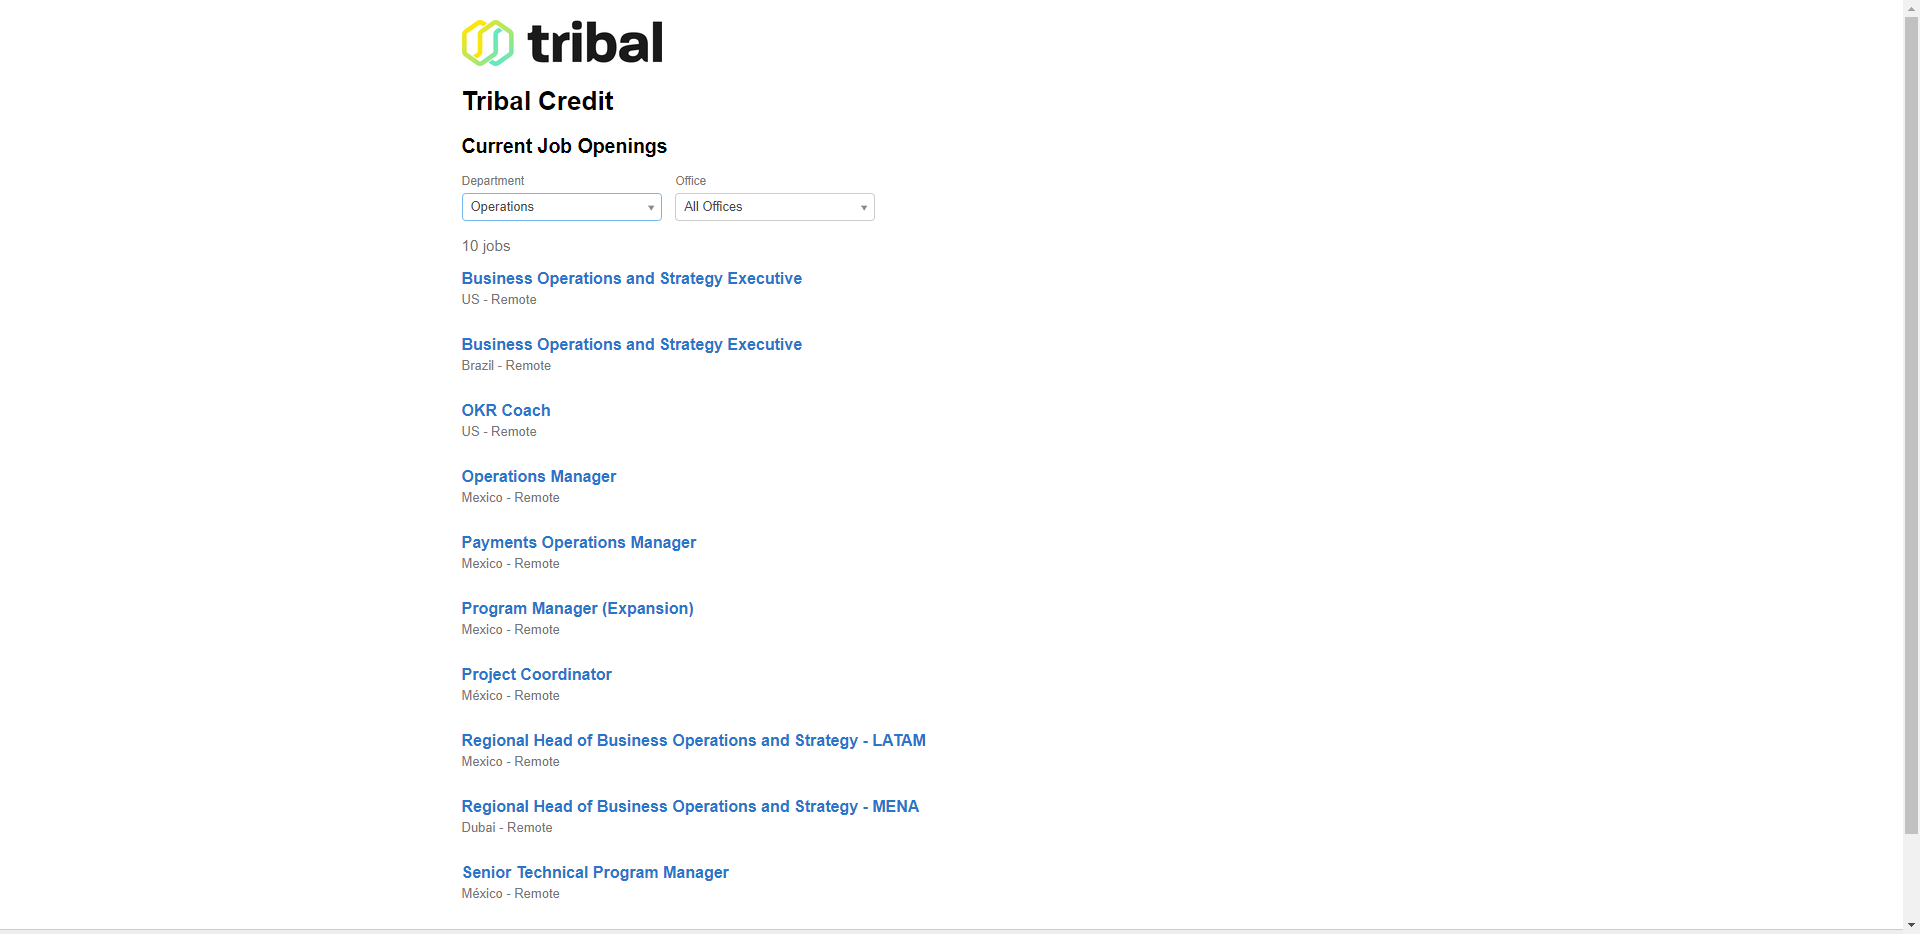 tribal
Tribal Credit
Current Job Openings
Department Office
Operations All Offices
10 jobs
Business Operations and Strategy Executive
US - Remote
Business Operations and Strategy Executive
Brazil - Remote
OKR Coach
US - Remote
Operations Manager
Mexico - Remote
Payments Operations Manager
Mexico - Remote
Program Manager (Expansion)
Mexico - Remote
Project Coordinator
México - Remote
Regional Head of Business Operations and Strategy - LATAM
Mexico - Remote
Regional Head of Business Operations and Strategy - MENA
Dubai - Remote
Senior Technical Program Manager
México - Remote